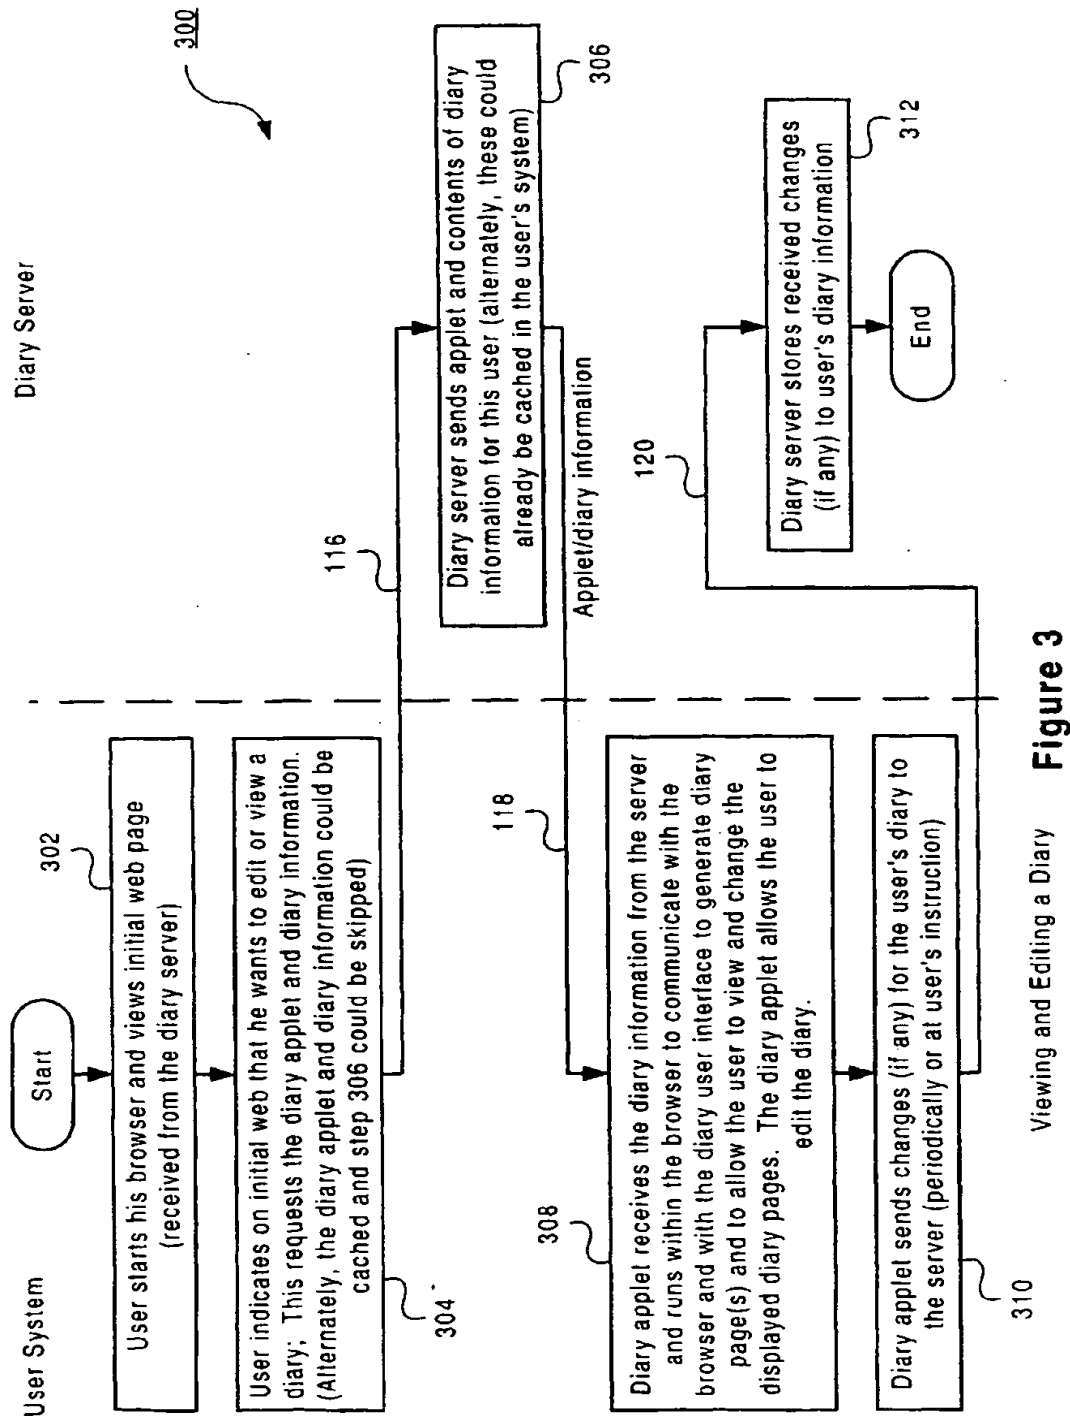 User System
Diary Server
300
Start
302
User starts his browser and views initial web page
(received from the diary server)
User indicates on initial web that he wants to edit or view a
diary; This requests the diary applet and diary information.
(Alternately, the diary applet and diary information could be
cached and step 306 could be skipped)
304
116
Diary server sends applet and contents of diary
information for this user (alternately, these could
already be cached in the user's system)
306
118
Applet/diary information
308
Diary applet receives the diary information from the server
and runs within the browser to communicate with the
browser and with the diary user interface to generate diary
page(s) and to allow the user to view and change the
displayed diary pages. The diary applet allows the user to
edit the diary.
Diary applet sends changes (if any) for the user's diary to
the server (periodically or at user's instruction)
310
120
Diary server stores received changes
(if any) to user's diary information
312
End
Viewing and Editing a Diary
Figure 3